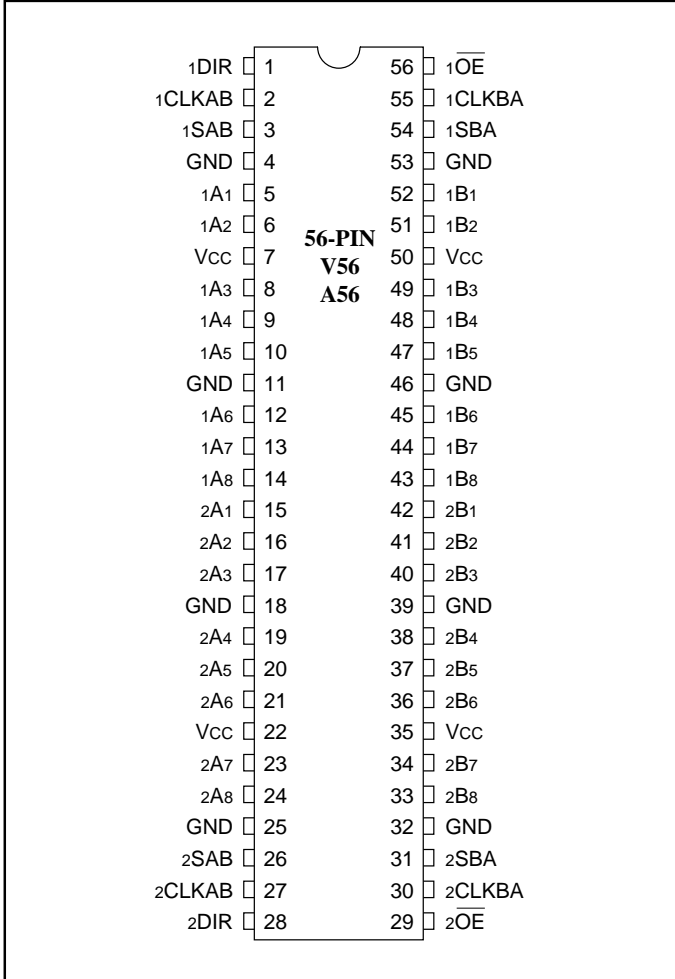 1DIR 1 56 1O̅E̅
1CLKAB 2 55 1CLKBA
1SAB 3 54 1SBA
GND 4 53 GND
1A1 5 52 1B1
1A2 6 51 1B2
56-PIN
VCC 7 50 VCC
V56
1A3 8 49 1B3
A56
1A4 9 48 1B4
1A5 10 47 1B5
GND 11 46 GND
1A6 12 45 1B6
1A7 13 44 1B7
1A8 14 43 1B8
2A1 15 42 2B1
2A2 16 41 2B2
2A3 17 40 2B3
GND 18 39 GND
2A4 19 38 2B4
2A5 20 37 2B5
2A6 21 36 2B6
VCC 22 35 VCC
2A7 23 34 2B7
2A8 24 33 2B8
GND 25 32 GND
2SAB 26 31 2SBA
2CLKAB 27 30 2CLKBA
2DIR 28 29 2O̅E̅